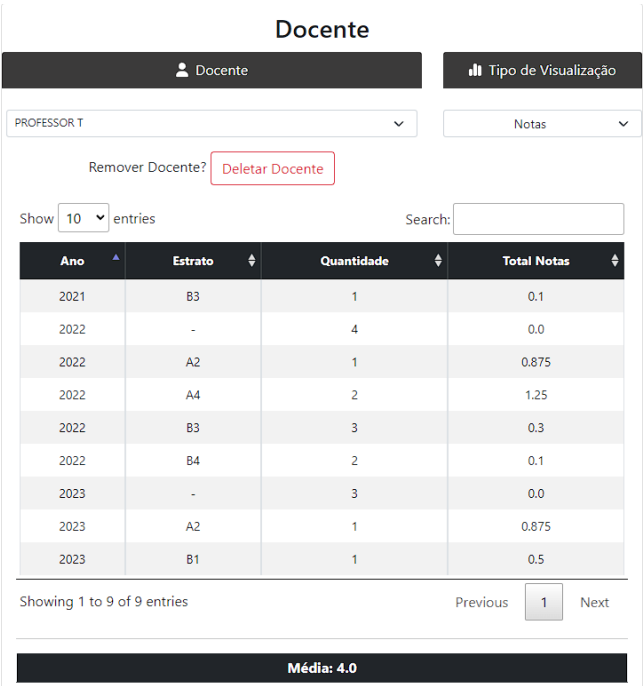 Docente
Docente
Tipo de Visualização
PROFESSOR T
Notas
Remover Docente? Deletar Docente
Show 10 entries
Search:
Ano Estrato Quantidade Total Notas
2021 B3 1 0.1
2022 - 4 0.0
2022 A2 1 0.875
2022 A4 2 1.25
2022 B3 3 0.3
2022 B4 2 0.1
2023 - 3 0.0
2023 A2 1 0.875
2023 B1 1 0.5
Showing 1 to 9 of 9 entries
Previous 1 Next
Média: 4.0